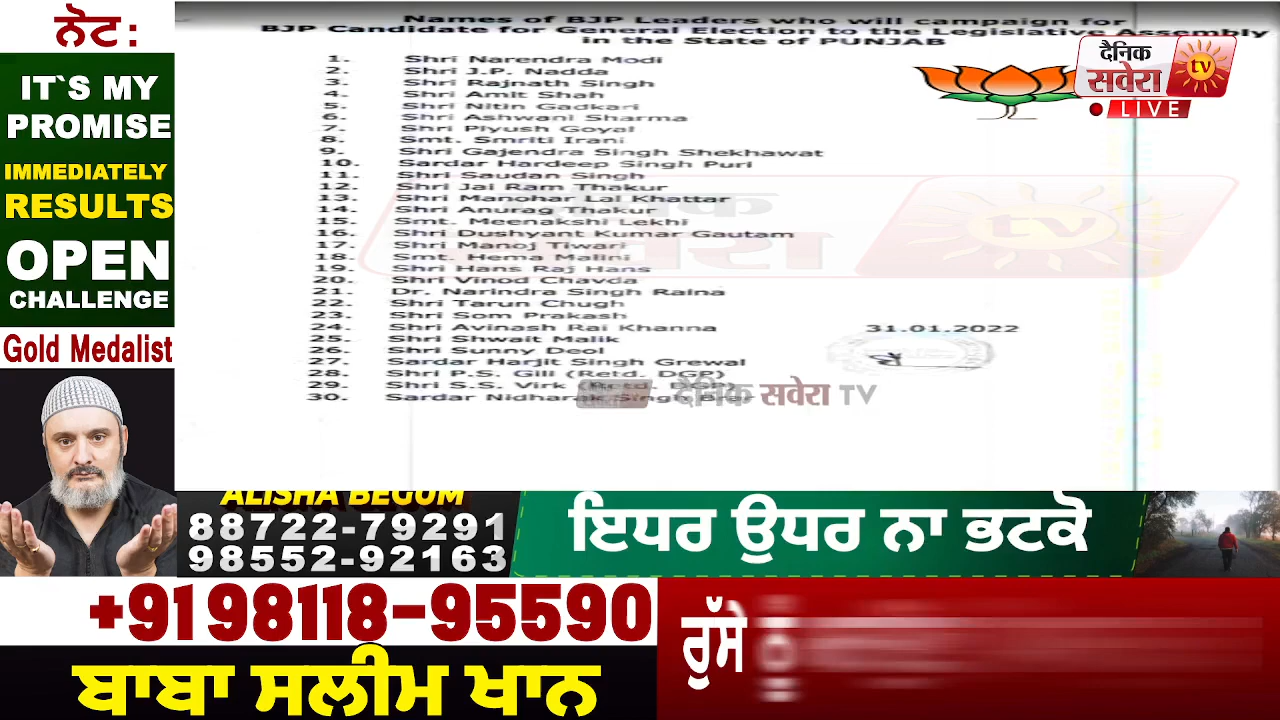 ਨੋਟ:
IT`S MY
PROMISE
IMMEDIATELY
RESULTS
OPEN
CHALLENGE
Gold Medalist
Names of BJP Leaders who will campaign for
BJP Candidate for General Election to the Legislative Assembly
in the State of PUNJAB
1. Shri Narendra Modi
2. Shri J.P. Nadda
3. Shri Rajnath Singh
4. Shri Amit Shah
5. Shri Nitin Gadkari
6. Shri Ashwani Sharma
7. Shri Piyush Goyal
8. Smt. Smriti Irani
9. Shri Gajendra Singh Shekhawat
10. Sardar Hardeep Singh Puri
11. Shri Saudan Singh
12. Shri Jai Ram Thakur
13. Shri Manohar Lal Khattar
14. Shri Anurag Thakur
15. Smt. Meenakshi Lekhi
16. Shri Dushyant Kumar Gautam
17. Shri Manoj Tiwari
18. Smt. Hema Malini
19. Shri Hans Raj Hans
20. Shri Vinod Chavda
21. Dr. Narindra Singh Raina
22. Shri Tarun Chugh
23. Shri Som Prakash
24. Shri Avinash Rai Khanna
25. Shri Shwait Malik
26. Shri Sunny Deol
27. Sardar Harjit Singh Grewal
28. Shri P.S. Gill (Retd. DGP)
29. Shri S.S. Virk (Retd. DGP)
30. Sardar Nidharak Singh Brar
31.01.2022
दैनिक
सवेरा tv
LIVE
दैनिक सवेरा TV
ALISHA BEGUM
88722-79291
98552-92163
ਇਧਰ ਉਧਰ ਨਾ ਭਟਕੋ
+91 98118-95590
ਬਾਬਾ ਸਲੀਮ ਖਾਨ
ਰੁੱਸੇ